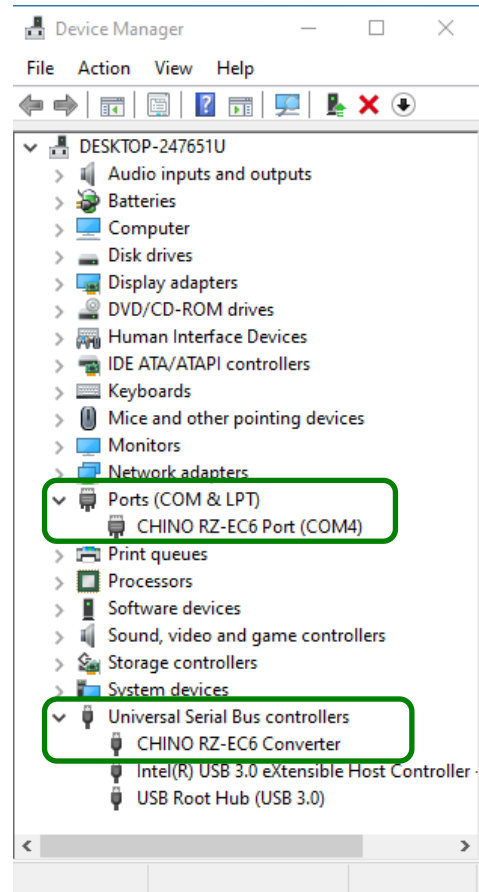 Device Manager
File Action View Help
DESKTOP-247651U
Audio inputs and outputs
Batteries
Computer
Disk drives
Display adapters
DVD/CD-ROM drives
Human Interface Devices
IDE ATA/ATAPI controllers
Keyboards
Mice and other pointing devices
Monitors
Network adapters
Ports (COM & LPT)
CHINO RZ-EC6 Port (COM4)
Print queues
Processors
Software devices
Sound, video and game controllers
Storage controllers
System devices
Universal Serial Bus controllers
CHINO RZ-EC6 Converter
Intel(R) USB 3.0 eXtensible Host Controller -
USB Root Hub (USB 3.0)